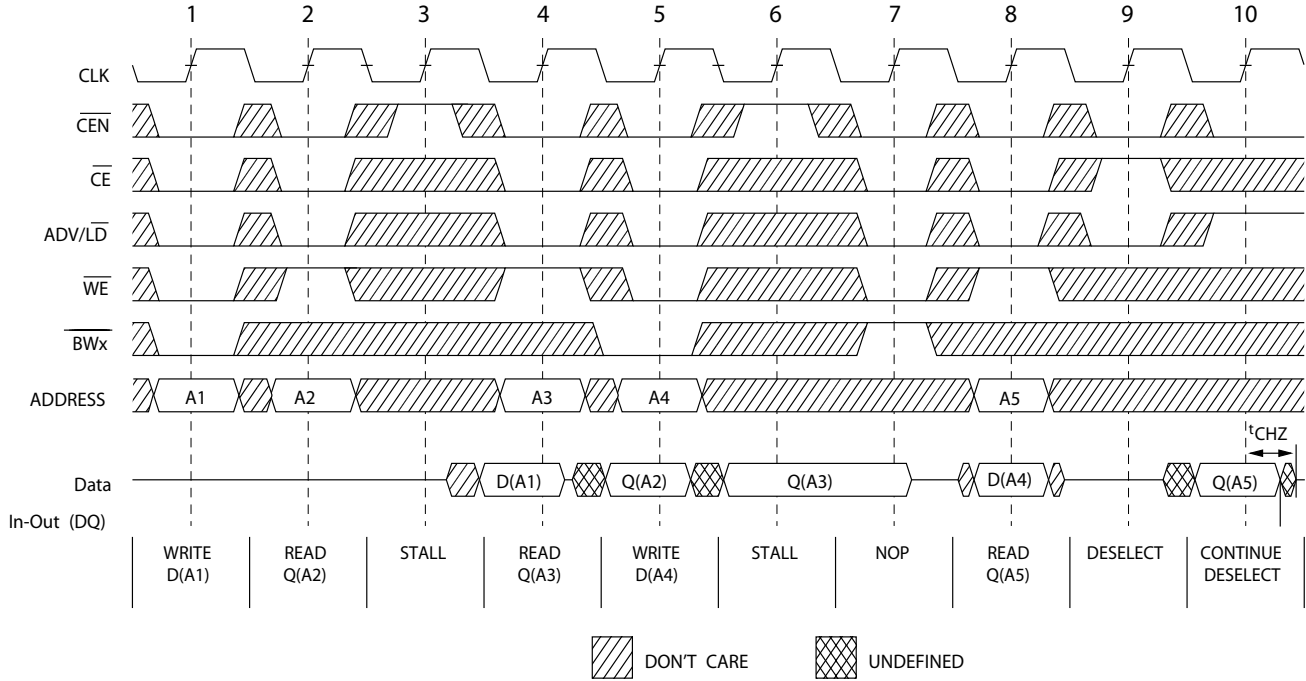 1 2 3 4 5 6 7 8 9 10
CLK
CEN
CE
ADV/LD
WE
BWx
ADDRESS A1 A2 A3 A4 A5
tCHZ
Data D(A1) Q(A2) Q(A3) D(A4) Q(A5)
In-Out (DQ)
WRITE READ STALL READ WRITE STALL NOP READ DESELECT CONTINUE
D(A1) Q(A2) Q(A3) D(A4) Q(A5) DESELECT
DON'T CARE UNDEFINED